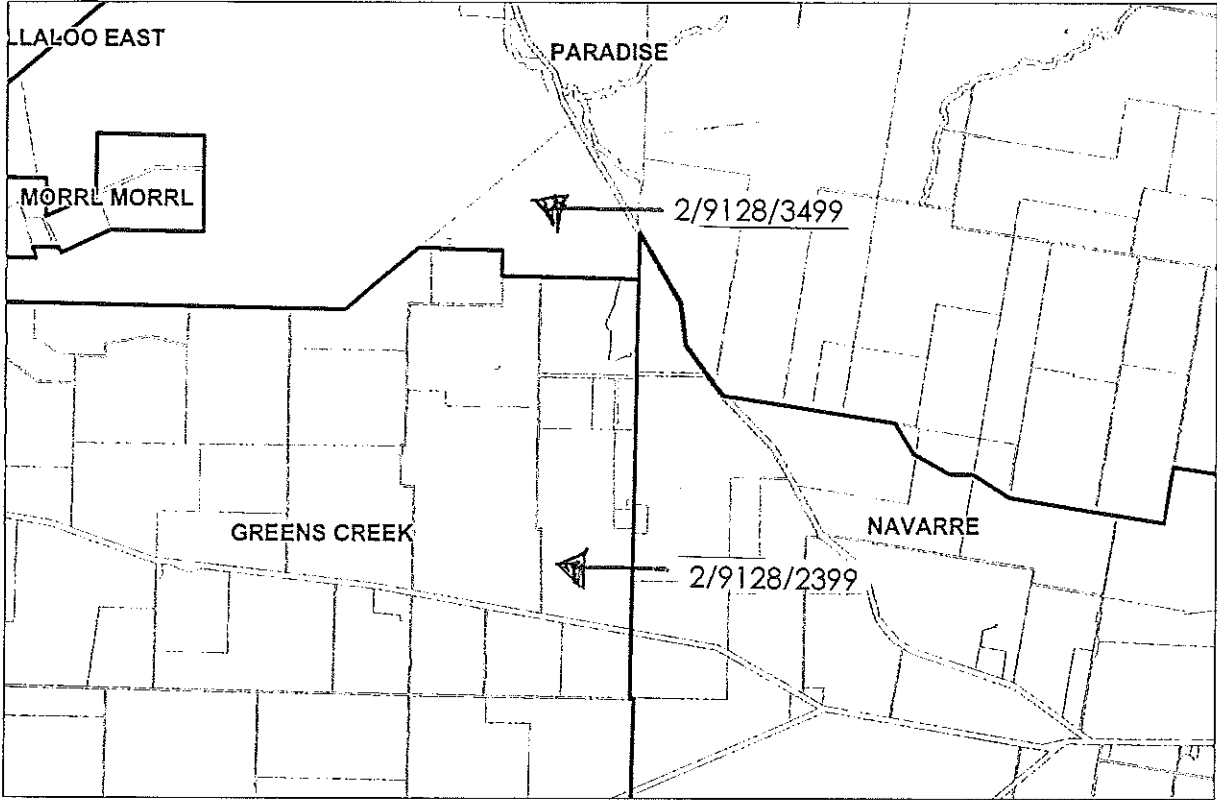 LLALOO EAST
PARADISE
MORRL MORRL
2/9128/3499
GREENS CREEK
NAVARRE
2/9128/2399